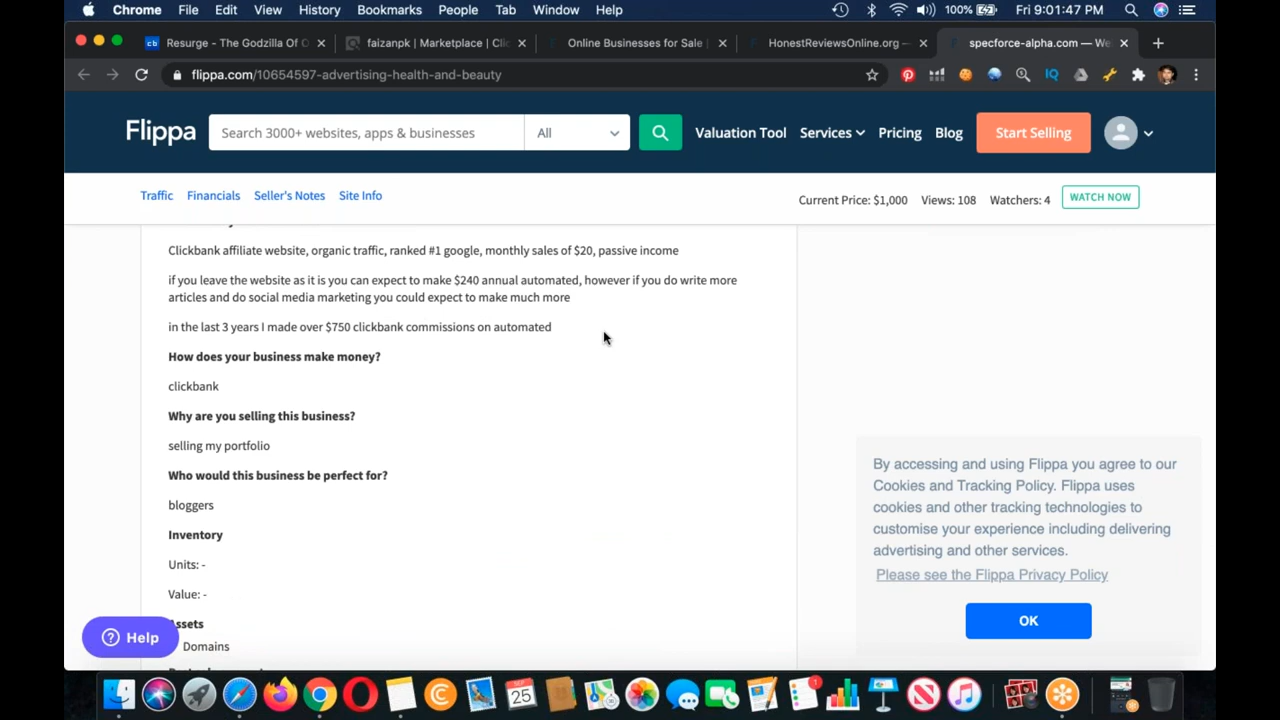 Chrome File Edit View History Bookmarks People Tab Window Help 100% Fri 9:01:47 PM
cb Resurge - The Godzilla Of O
faizanpk | Marketplace | Clic
Online Businesses for Sale |
HonestReviewsOnline.org —
specforce-alpha.com — We
flippa.com/10654597-advertising-health-and-beauty
IQ
Flippa
Search 3000+ websites, apps & businesses
All
Valuation Tool Services Pricing Blog Start Selling
Traffic Financials Seller's Notes Site Info
Current Price: $1,000 Views: 108 Watchers: 4 WATCH NOW
Clickbank affiliate website, organic traffic, ranked #1 google, monthly sales of $20, passive income
if you leave the website as it is you can expect to make $240 annual automated, however if you do write more
articles and do social media marketing you could expect to make much more
in the last 3 years I made over $750 clickbank commissions on automated
How does your business make money?
clickbank
Why are you selling this business?
selling my portfolio
Who would this business be perfect for?
bloggers
Inventory
Units: -
Value: -
Assets
Domains
Help
By accessing and using Flippa you agree to our
Cookies and Tracking Policy. Flippa uses
cookies and other tracking technologies to
customise your experience including delivering
advertising and other services.
Please see the Flippa Privacy Policy
OK
25
1